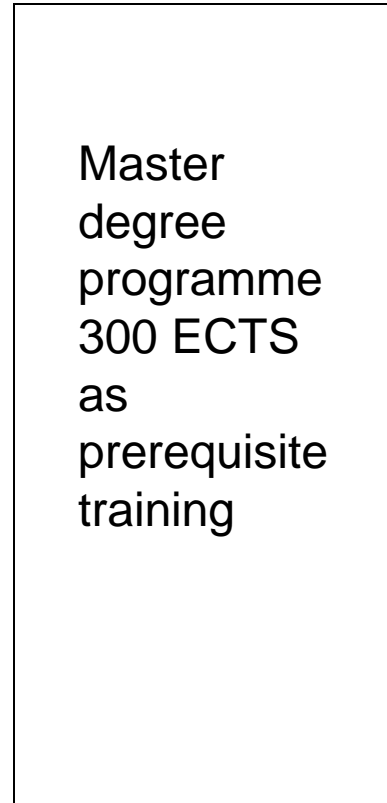 Master
degree
programme
300 ECTS
as
prerequisite
training